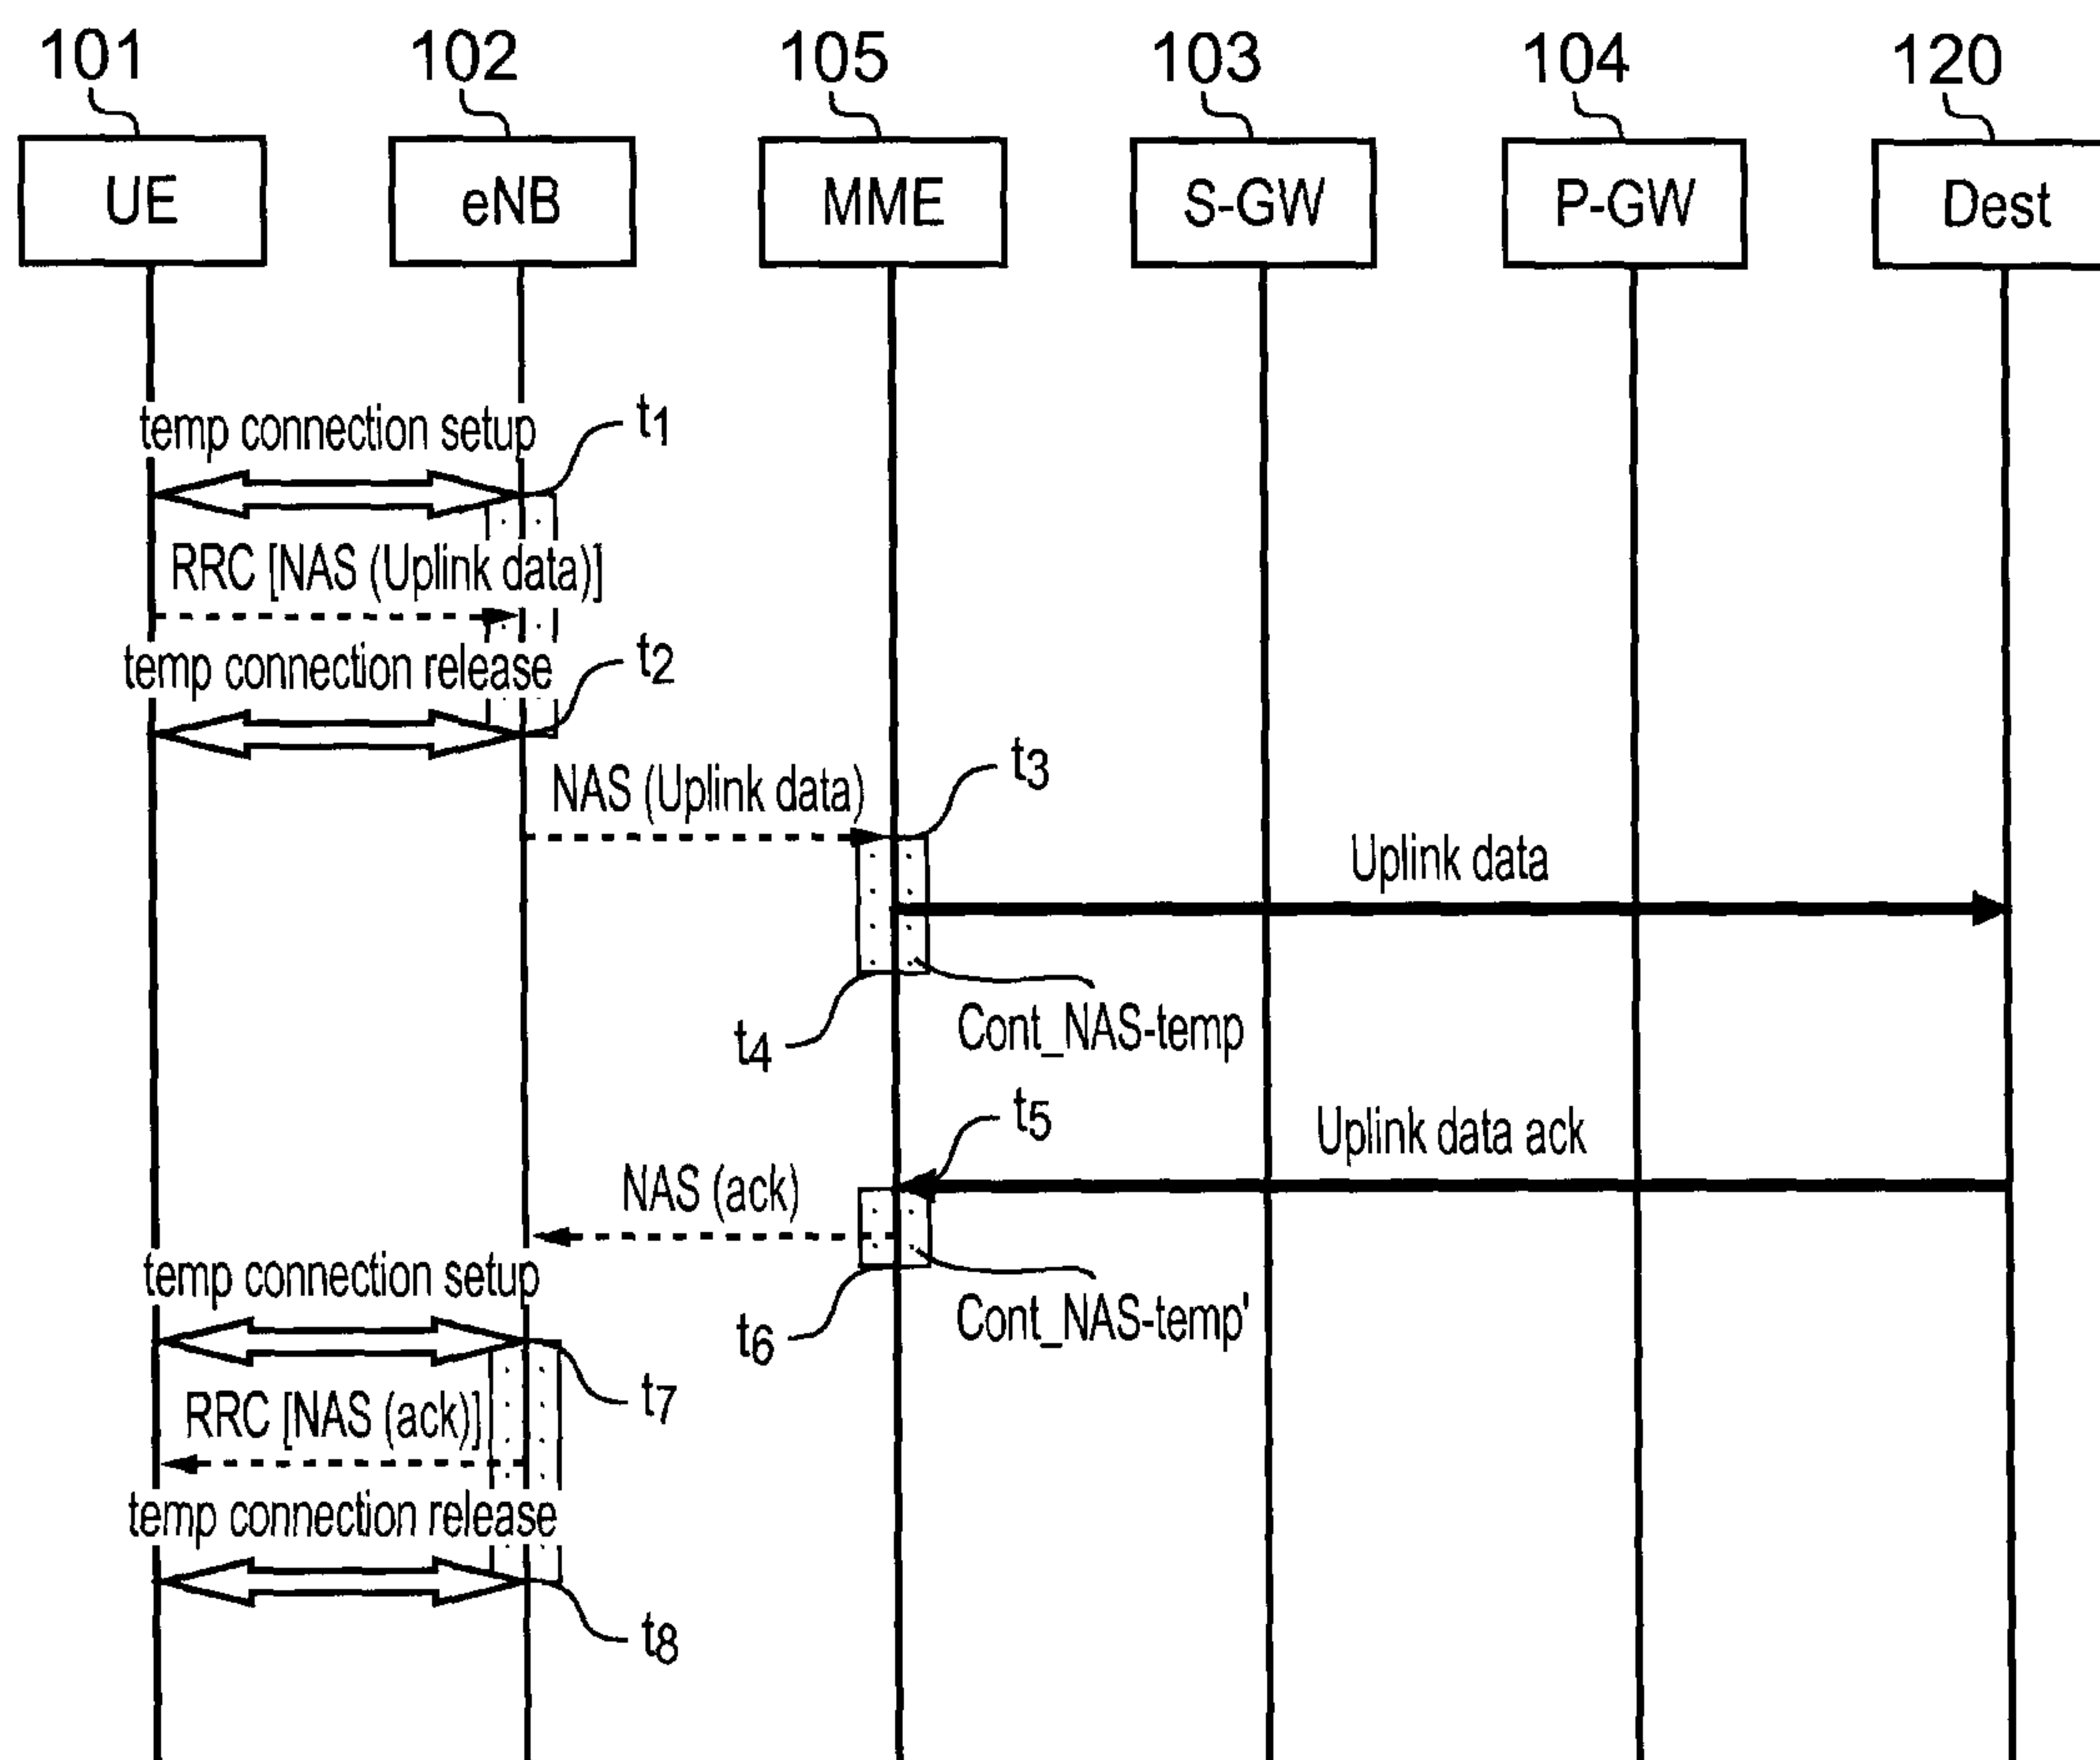 101 102 105 103 104 120
UE eNB MME S-GW P-GW Dest
temp connection setup t1
RRC [NAS (Uplink data)]
temp connection release t2
NAS (Uplink data) t3
Uplink data
t4 Cont_NAS-temp
t5 Uplink data ack
NAS (ack)
temp connection setup
t6 Cont_NAS-temp'
RRC [NAS (ack)] t7
temp connection release
t8